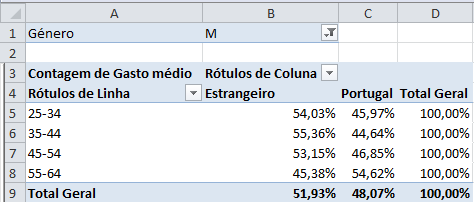 A B C D
1 Género M
2
3 Contagem de Gasto médio Rótulos de Coluna
4 Rótulos de Linha Estrangeiro Portugal Total Geral
5 25-34 54,03% 45,97% 100,00%
6 35-44 55,36% 44,64% 100,00%
7 45-54 53,15% 46,85% 100,00%
8 55-64 45,38% 54,62% 100,00%
9 Total Geral 51,93% 48,07% 100,00%